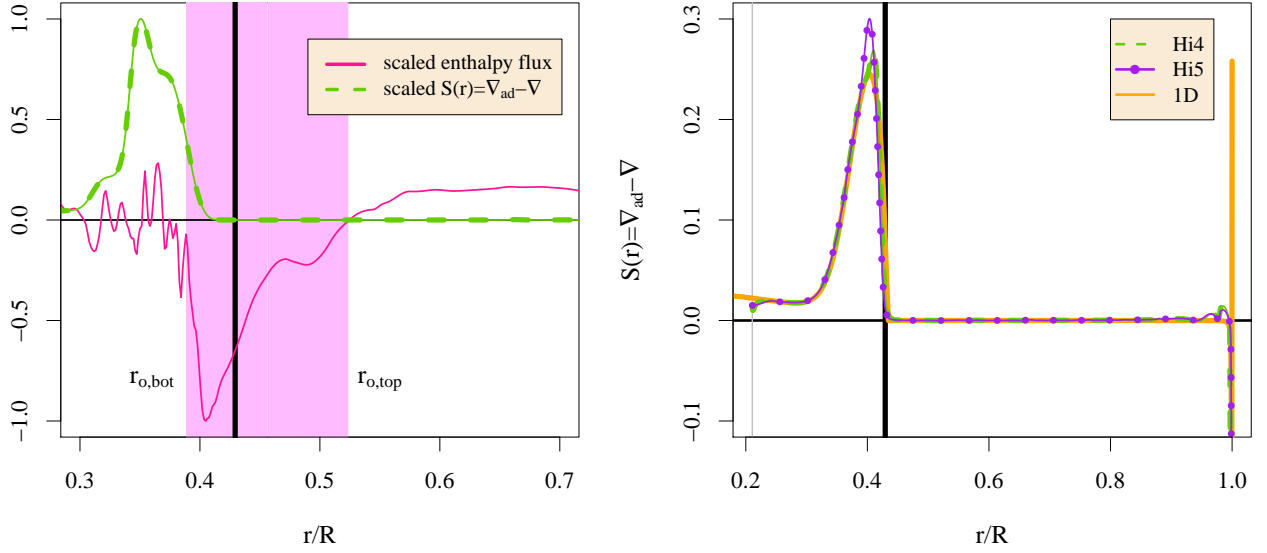 1.0
0.5
0.0
−0.5
−1.0
scaled enthalpy flux
scaled S(r)=∇ad−∇
ro,bot
ro,top
0.3 0.4 0.5 0.6 0.7
r/R
S(r)=∇ad−∇
0.3
0.2
0.1
0.0
−0.1
Hi4
Hi5
1D
0.2 0.4 0.6 0.8 1.0
r/R